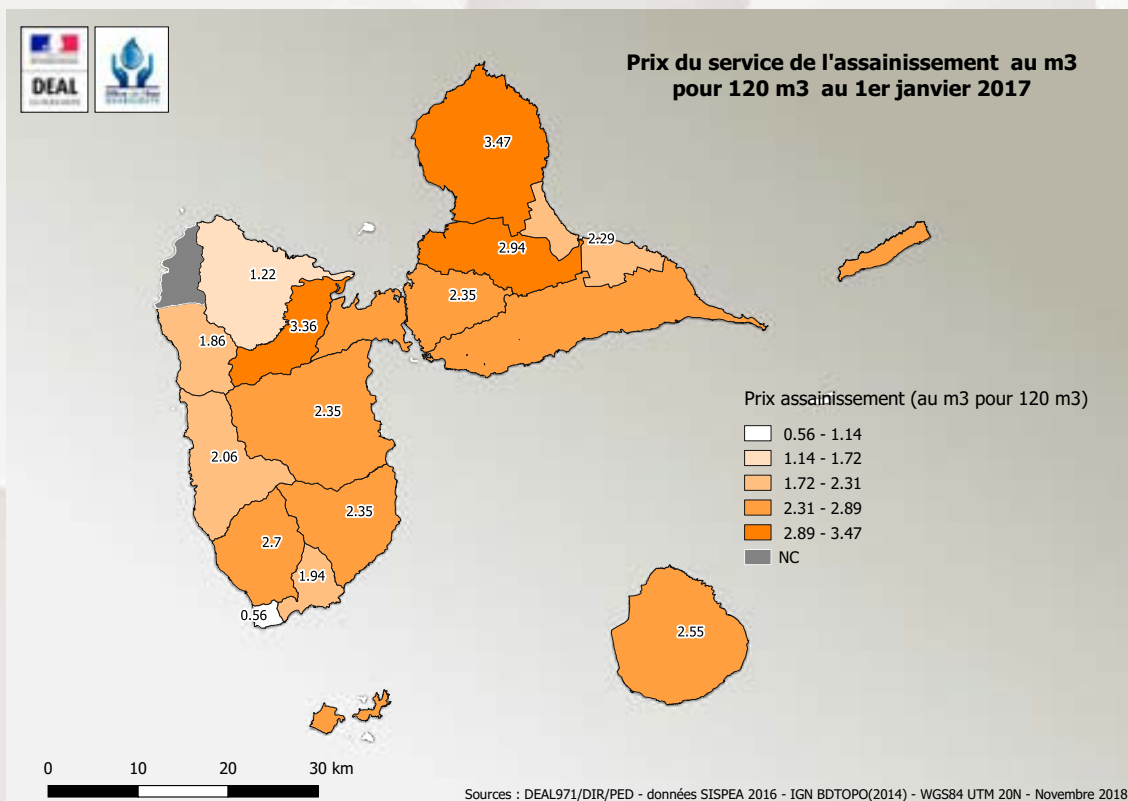 DEAL
Prix du service de l'assainissement au m3
pour 120 m3 au 1er janvier 2017
3.47
2.94
2.29
1.22
2.35
3.36
1.86
2.35
2.06
2.35
2.7
1.94
0.56
2.55
Prix assainissement (au m3 pour 120 m3)
0.56 - 1.14
1.14 - 1.72
1.72 - 2.31
2.31 - 2.89
2.89 - 3.47
NC
0 10 20 30 km
Sources : DEAL971/DIR/PED - données SISPEA 2016 - IGN BDTOPO(2014) - WGS84 UTM 20N - Novembre 2018